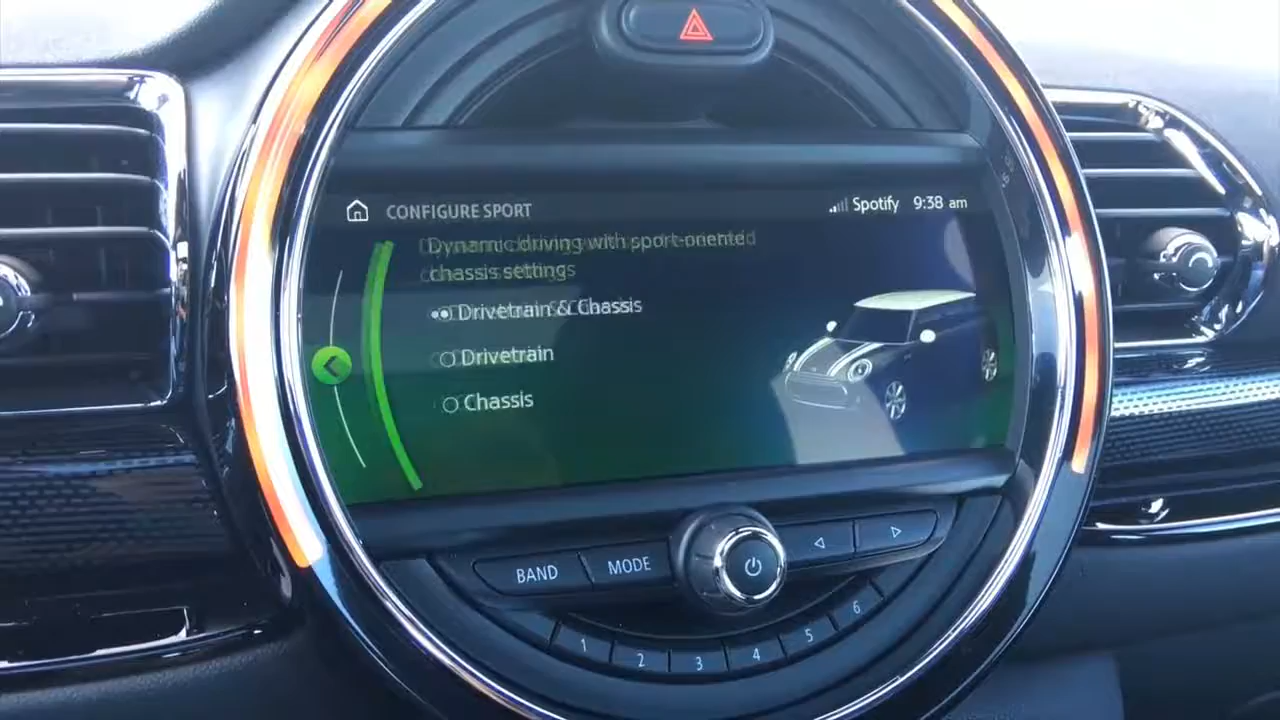 CONFIGURE SPORT
Spotify 9:38 am
Dynamic driving with sport-oriented
chassis settings
Drivetrain & Chassis
Drivetrain
Chassis
BAND
MODE
1
2
3
4
5
6